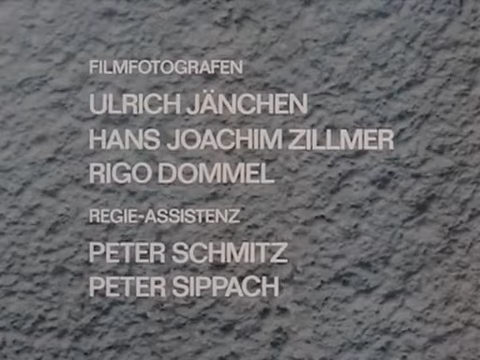 FILMFOTOGRAFEN
ULRICH JÄNCHEN
HANS JOACHIM ZILLMER
RIGO DOMMEL
REGIE-ASSISTENZ
PETER SCHMITZ
PETER SIPPACH